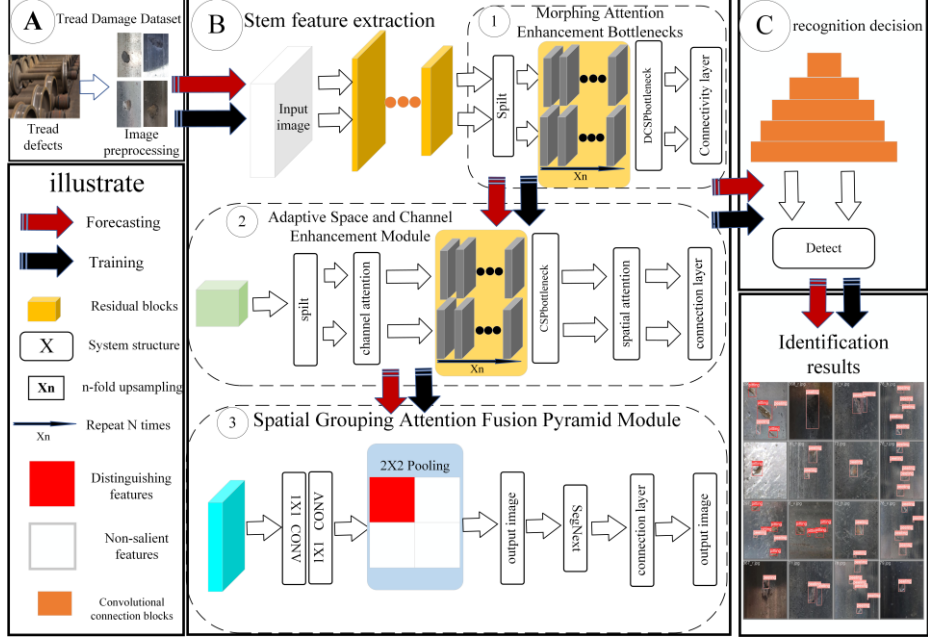 A
Tread Damage Dataset
Tread
defects
Image
preprocessing
illustrate
Forecasting
Training
Residual blocks
X
System structure
Xn
n-fold upsampling
Xn
Repeat N times
Distinguishing
features
Non-salient
features
Convolutional
connection blocks
B
Stem feature extraction
Input
image
1
Morphing Attention
Enhancement Bottlenecks
Spilt
Xn
DCSPbottleneck
Connectivity layer
2
Adaptive Space and Channel
Enhancement Module
spilt
channel attention
Xn
CSPbottleneck
spatial attention
connection layer
3
Spatial Grouping Attention Fusion Pyramid Module
1X1 CONV
1X1 CONV
2X2 Pooling
output image
SegNext
connection layer
output image
C
recognition decision
Detect
Identification
results